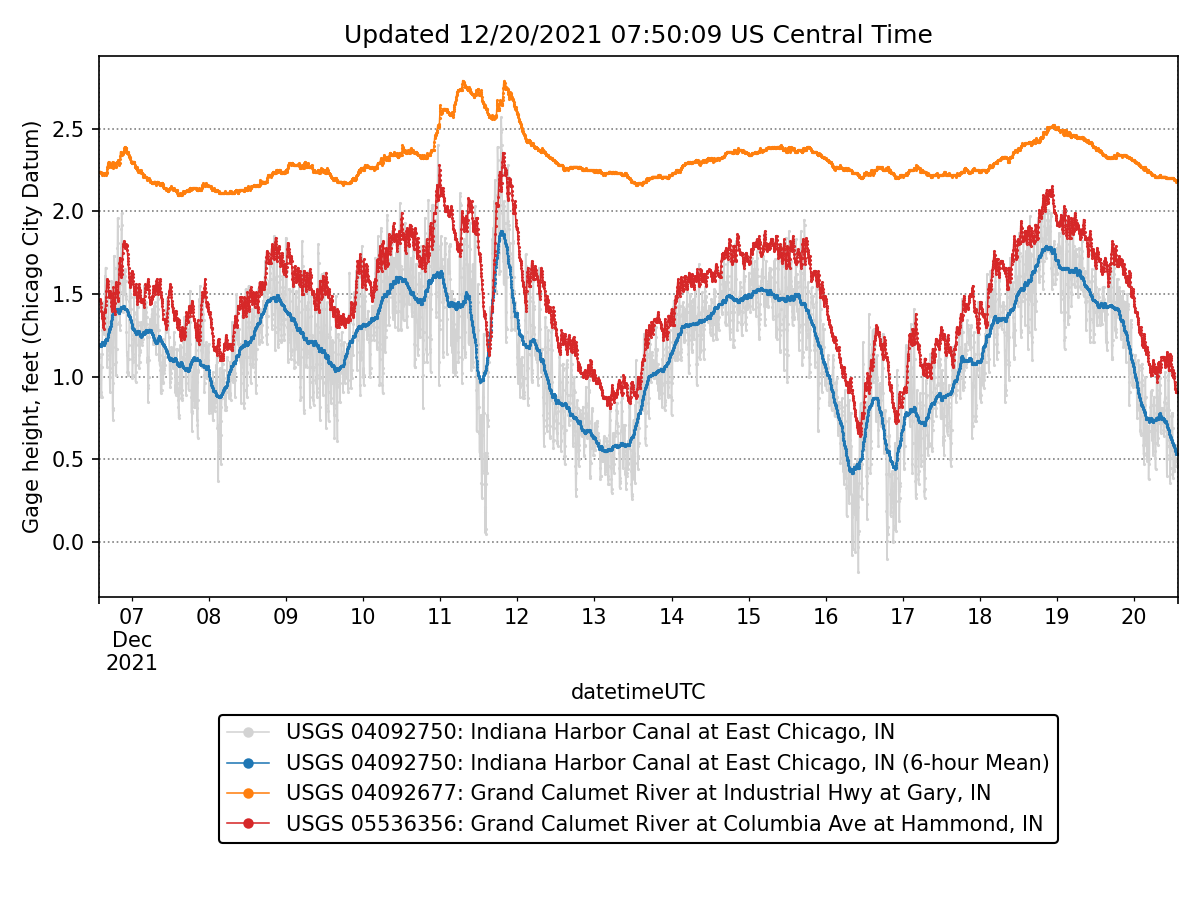 Updated 12/20/2021 07:50:09 US Central Time
Gage height, feet (Chicago City Datum)
2.5
2.0
1.5
1.0
0.5
0.0
07 08 09 10 11 12 13 14 15 16 17 18 19 20
Dec
2021
datetimeUTC
USGS 04092750: Indiana Harbor Canal at East Chicago, IN
USGS 04092750: Indiana Harbor Canal at East Chicago, IN (6-hour Mean)
USGS 04092677: Grand Calumet River at Industrial Hwy at Gary, IN
USGS 05536356: Grand Calumet River at Columbia Ave at Hammond, IN